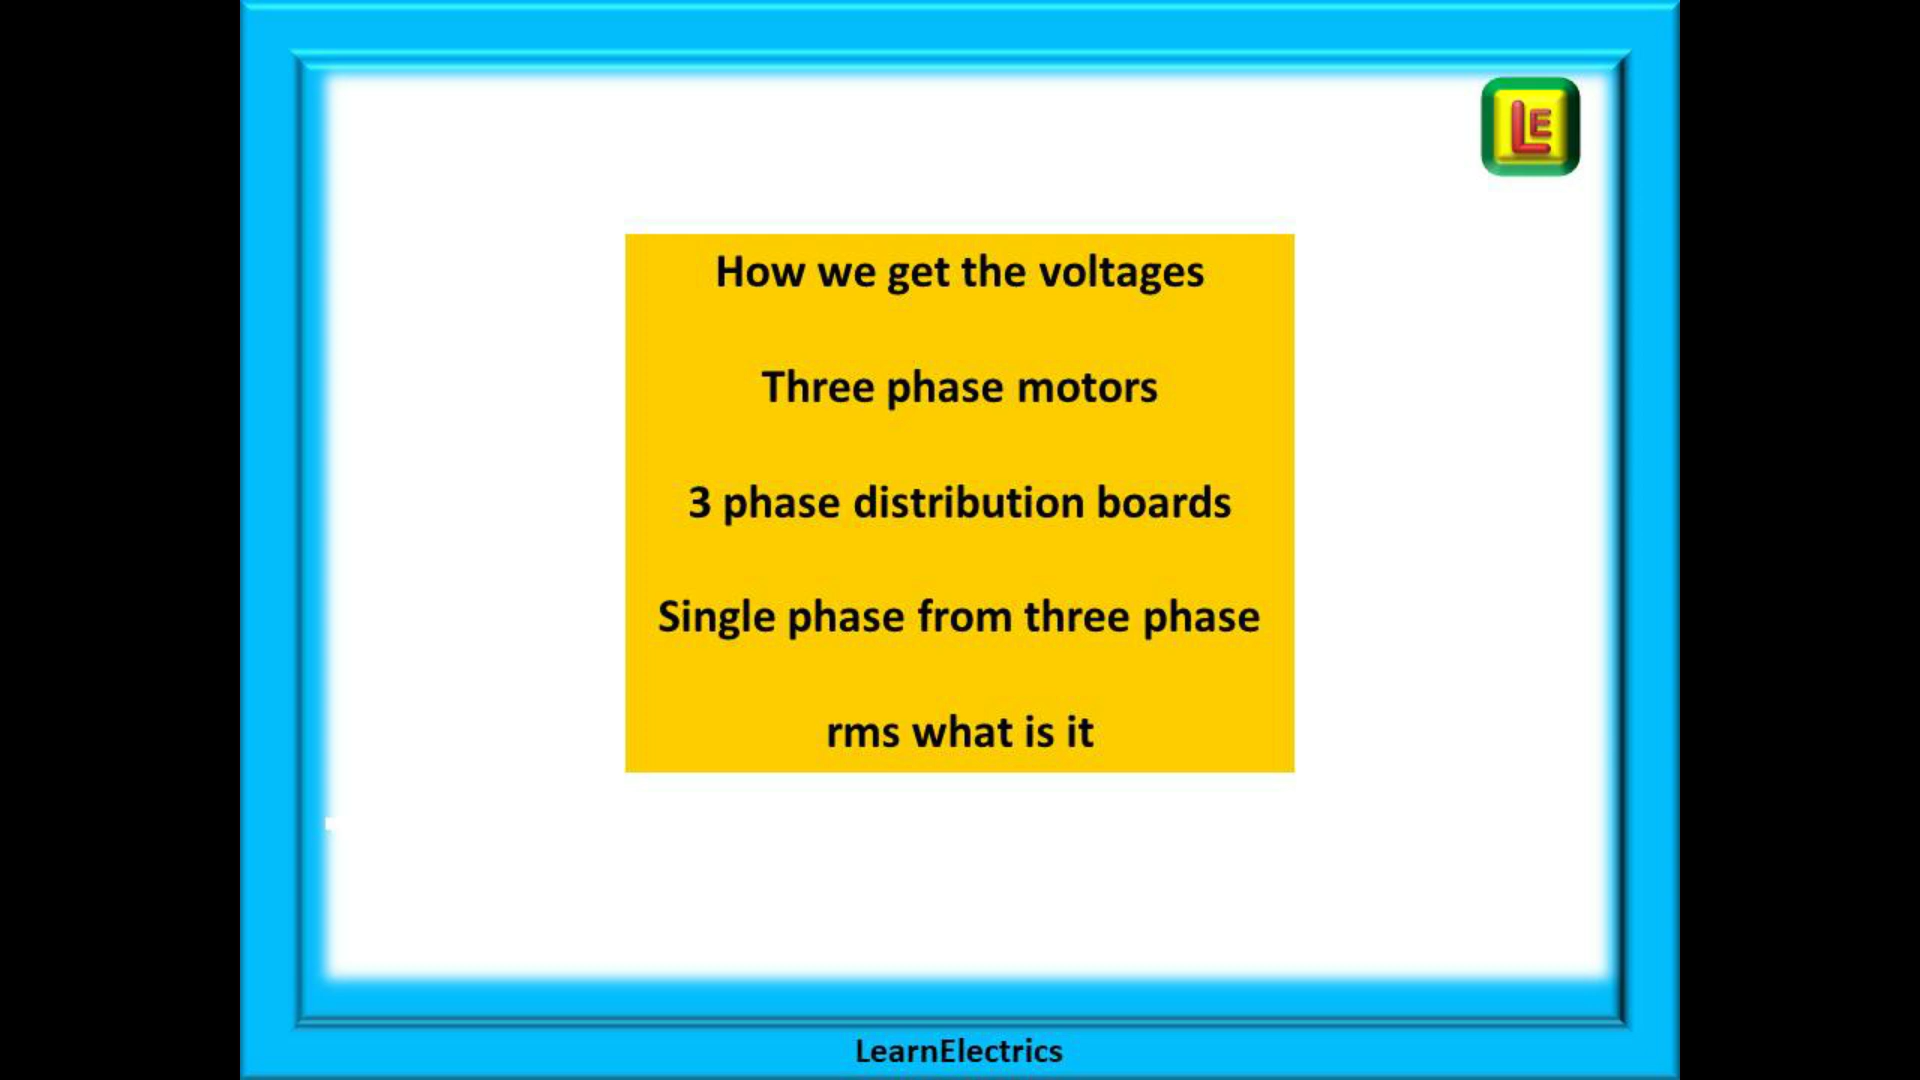 LE
How we get the voltages
Three phase motors
3 phase distribution boards
Single phase from three phase
rms what is it
LearnElectrics